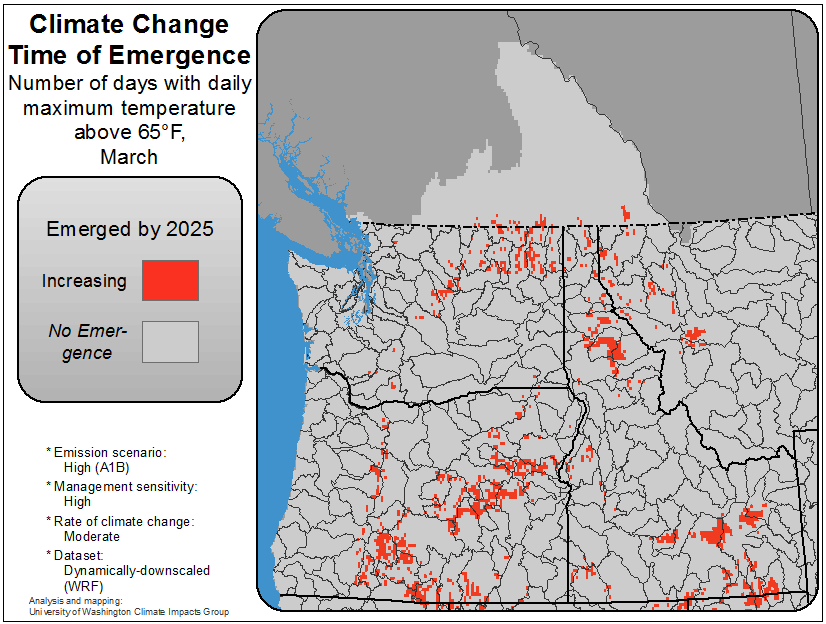 Climate Change
Time of Emergence
Number of days with daily
maximum temperature
above 65°F,
March
Emerged by 2025
Increasing
No Emer-
gence
* Emission scenario:
High (A1B)
* Management sensitivity:
High
* Rate of climate change:
Moderate
* Dataset:
Dynamically-downscaled
(WRF)
Analysis and mapping:
University of Washington Climate Impacts Group